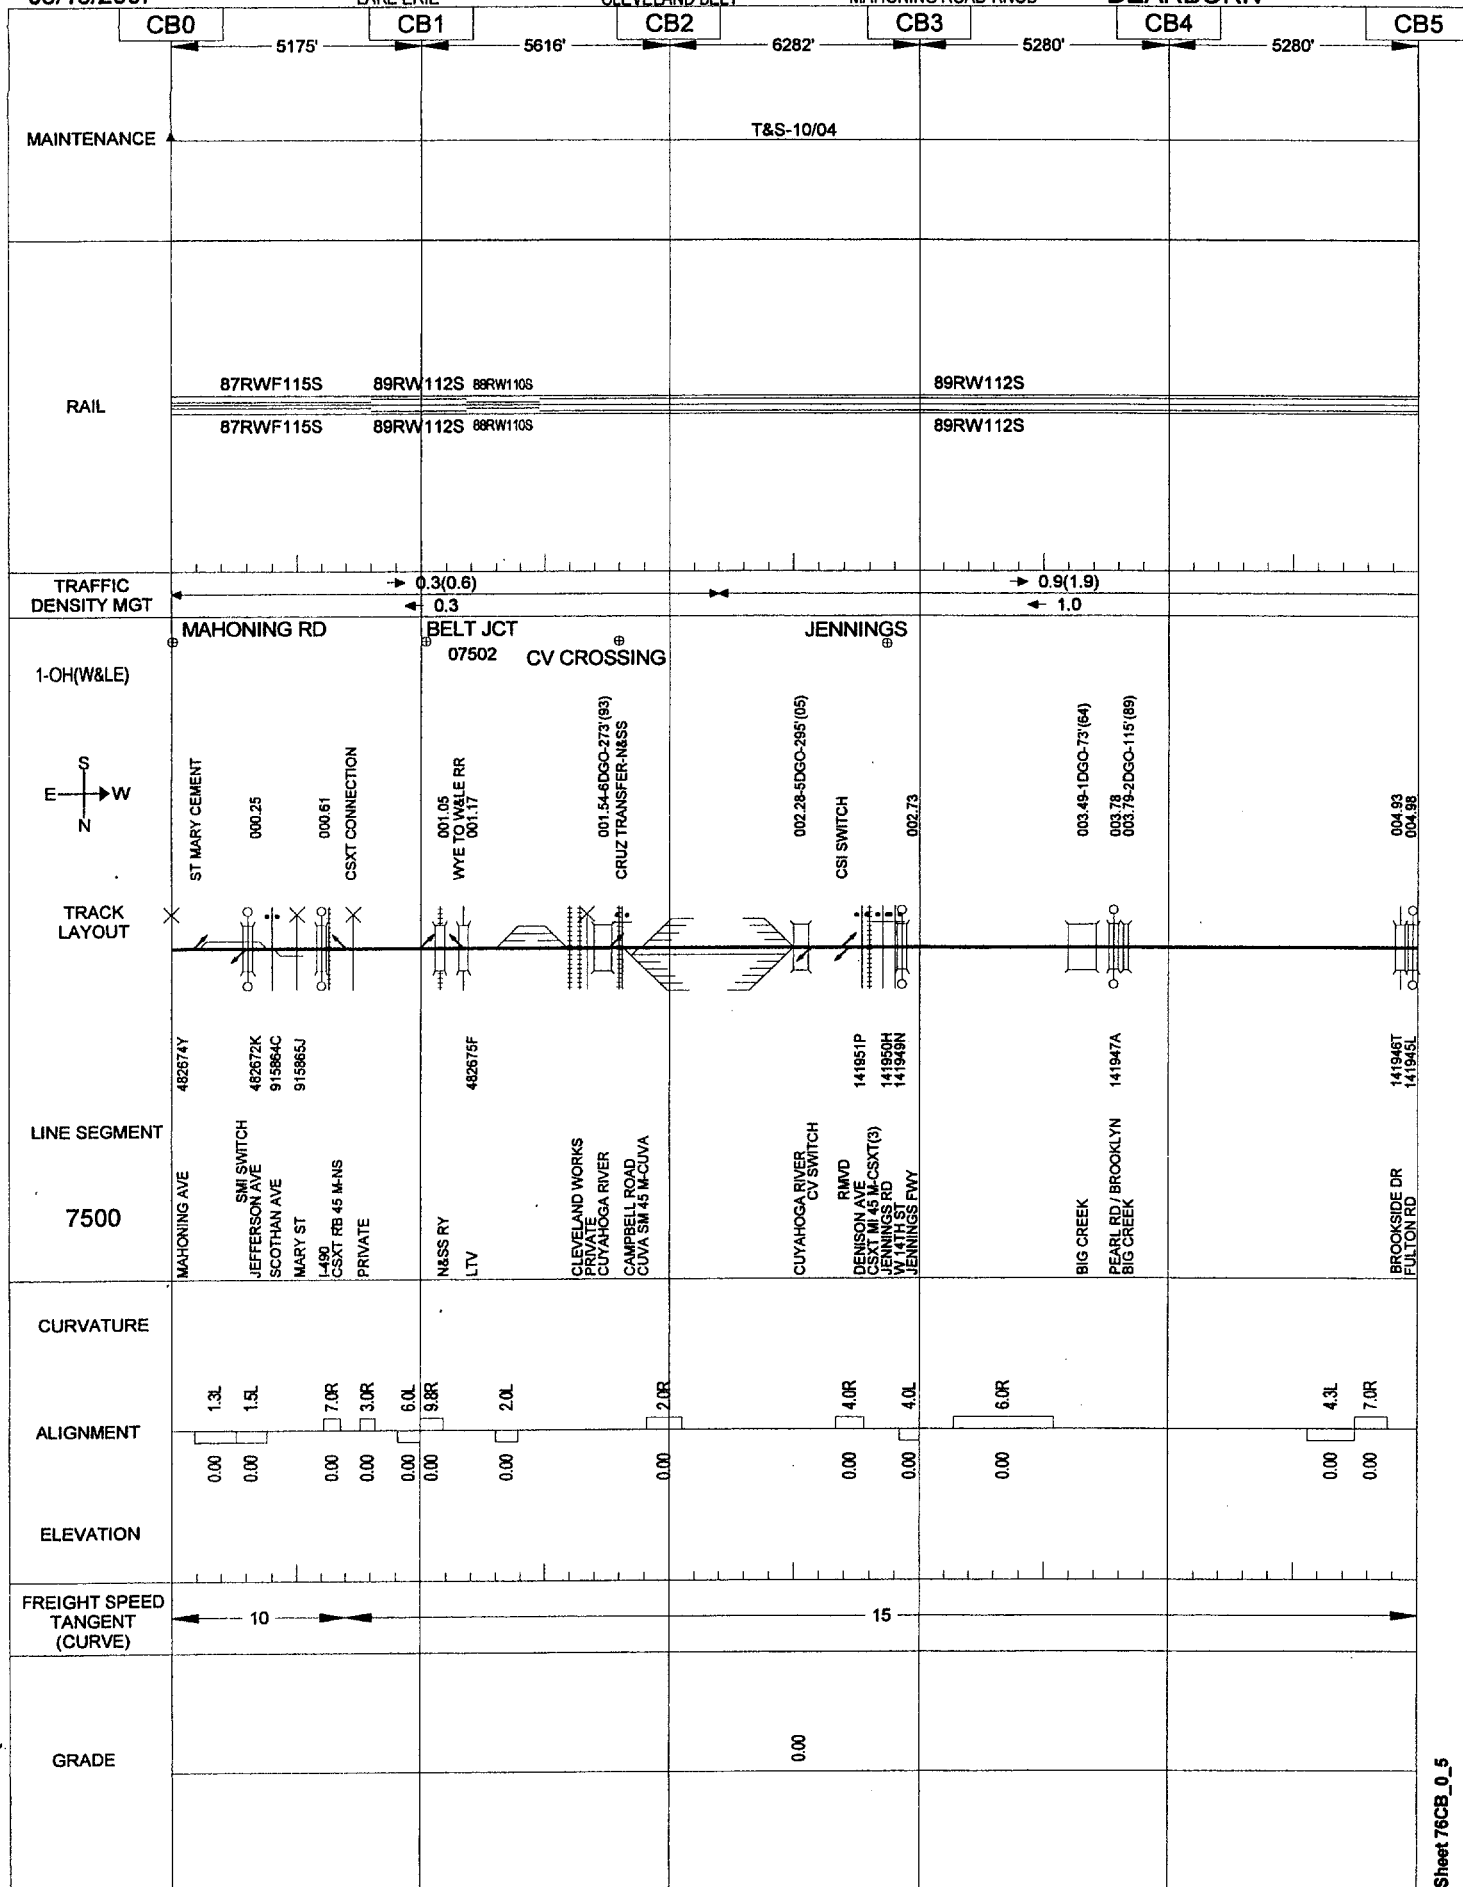 MAHONING ROAD KNOB
CB0
CB1
CB2
CB3
CB4
CB5
5175'
5616'
6282'
5280'
5280'
MAINTENANCE
T&S-10/04
RAIL
87RWF115S
89RW112S
88RW110S
89RW112S
87RWF115S
89RW112S
88RW110S
89RW112S
TRAFFIC
DENSITY MGT
0.3(0.6)
0.3
0.9(1.9)
1.0
MAHONING RD
BELT JCT
07502
CV CROSSING
JENNINGS
1-OH(W&LE)
S
E
W
N
ST MARY CEMENT
000.25
000.61
CSXT CONNECTION
001.05
WYE TO W&LE RR
001.17
001.54-6DGO-273'(93)
CRUZ TRANSFER-N&SS
002.28-5DGO-295'(05)
CSI SWITCH
002.73
003.49-1DGO-73'(64)
003.78
003.79-2DGO-115'(89)
004.93
004.98
TRACK
LAYOUT
482674Y
482672K
915864C
915865J
482675F
141951P
141950H
141949N
141947A
141946T
141945L
LINE SEGMENT
7500
MAHONING AVE
SMI SWITCH
JEFFERSON AVE
SCOTHAN AVE
MARY ST
I-490
CSXT RB 45 M-NS
PRIVATE
N&SS RY
LTV
CLEVELAND WORKS
PRIVATE
CUYAHOGA RIVER
CAMPBELL ROAD
CUVA SM 45 M-CUVA
CUYAHOGA RIVER
CV SWITCH
RMVD
DENISON AVE
CSXT MI 45 M-CSXT(3)
JENNINGS RD
W 14TH ST
JENNINGS FWY
BIG CREEK
PEARL RD / BROOKLYN
BIG CREEK
BROOKSIDE DR
FULTON RD
CURVATURE
1.3L
1.5L
7.0R
3.0R
6.0L
9.8R
2.0L
2.0R
4.0R
4.0L
6.0R
4.3L
7.0R
ALIGNMENT
0.00
0.00
0.00
0.00
0.00
0.00
0.00
0.00
0.00
0.00
0.00
0.00
0.00
ELEVATION
FREIGHT SPEED
TANGENT
(CURVE)
10
15
GRADE
0.00
Sheet 76CB_0_5